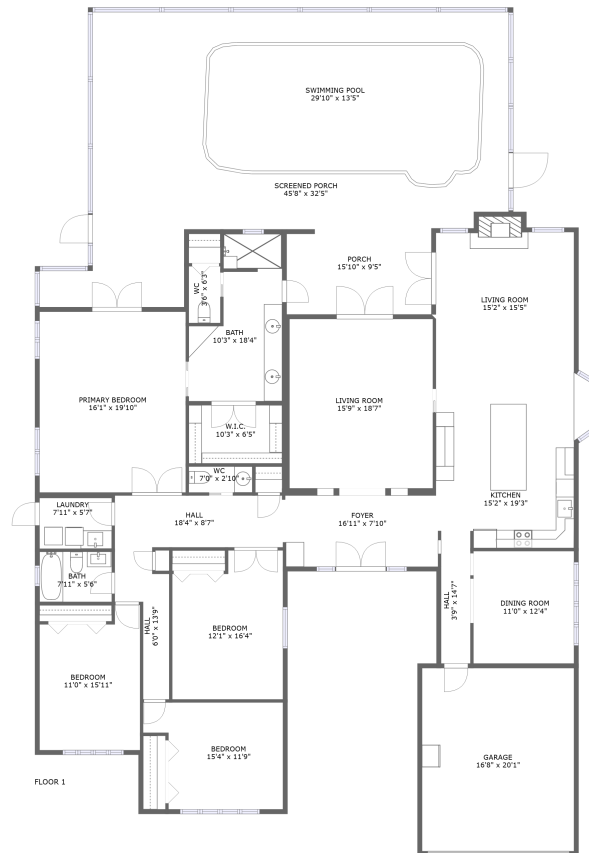 SWIMMING POOL
29'10" x 13'5"
SCREENED PORCH
45'8" x 32'5"
PORCH
15'10" x 9'5"
WC
3'6" x 6'3"
LIVING ROOM
15'2" x 15'5"
BATH
10'3" x 18'4"
PRIMARY BEDROOM
16'1" x 19'10"
LIVING ROOM
15'9" x 18'7"
W.I.C.
10'3" x 6'5"
WC
7'0" x 2'10"
KITCHEN
15'2" x 19'3"
LAUNDRY
7'11" x 5'7"
HALL
18'4" x 8'7"
FOYER
16'11" x 7'10"
BATH
7'11" x 5'6"
HALL
6'0" x 13'9"
HALL
3'9" x 14'7"
DINING ROOM
11'0" x 12'4"
BEDROOM
12'1" x 16'4"
BEDROOM
11'0" x 15'11"
BEDROOM
15'4" x 11'9"
GARAGE
16'8" x 20'1"
FLOOR 1